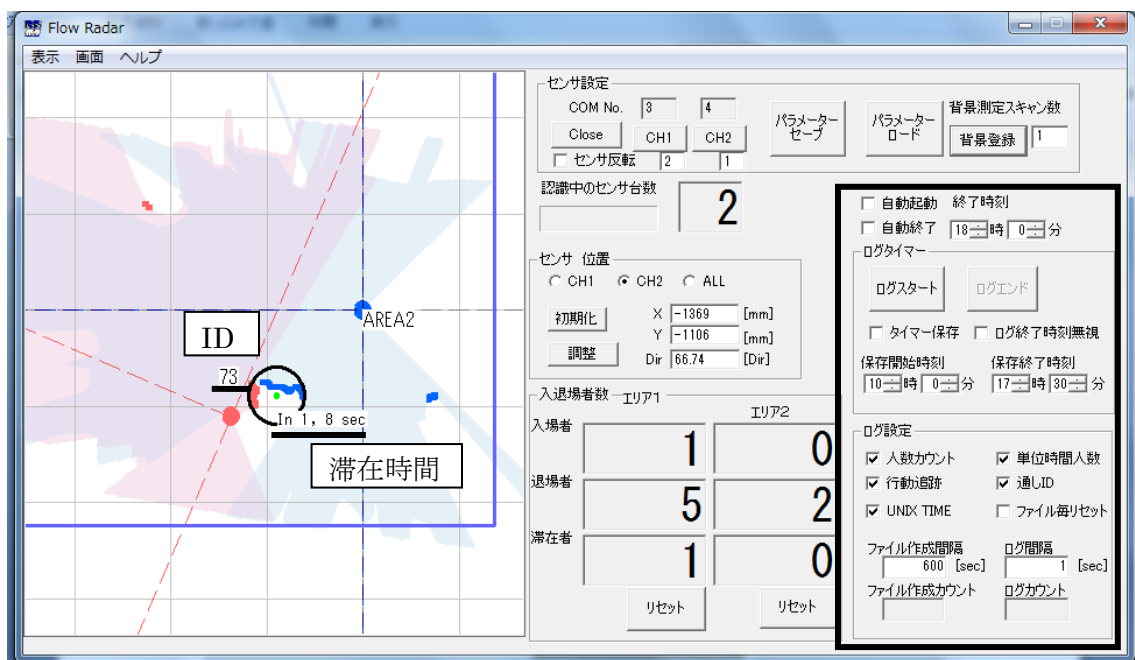 Flow Radar
表示 画面 ヘルプ
センサ設定
COM No. 3 4
Close CH1 CH2
センサ反転 2 1
パラメーター
セーブ
パラメーター
ロード
背景測定スキャン数
背景登録 1
認識中のセンサ台数
2
センサ 位置
CH1 CH2 ALL
初期化 X -1369 [mm]
Y -1106 [mm]
調整 Dir 66.74 [Dir]
入退場者数 エリア1 エリア2
入場者 1 0
退場者 5 2
滞在者 1 0
リセット リセット
自動起動 終了時刻
自動終了 18 時 0 分
ログタイマー
ログスタート ログエンド
タイマー保存 ログ終了時刻無視
保存開始時刻 保存終了時刻
10 時 0 分 17 時 30 分
ログ設定
人数カウント 単位時間人数
行動追跡 通しID
UNIX TIME ファイル毎リセット
ファイル作成間隔 ログ間隔
600 [sec] 1 [sec]
ファイル作成カウント ログカウント
AREA2
ID
73
In 1, 8 sec
滞在時間